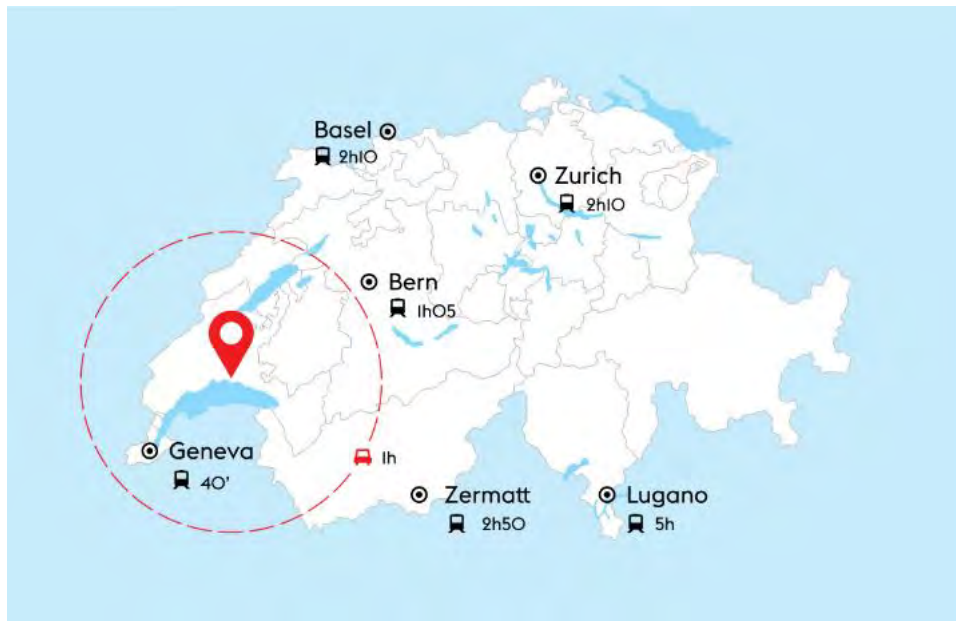 Basel
2h10
Zurich
2h10
Bern
1h05
Geneva
40'
1h
Zermatt
2h50
Lugano
5h